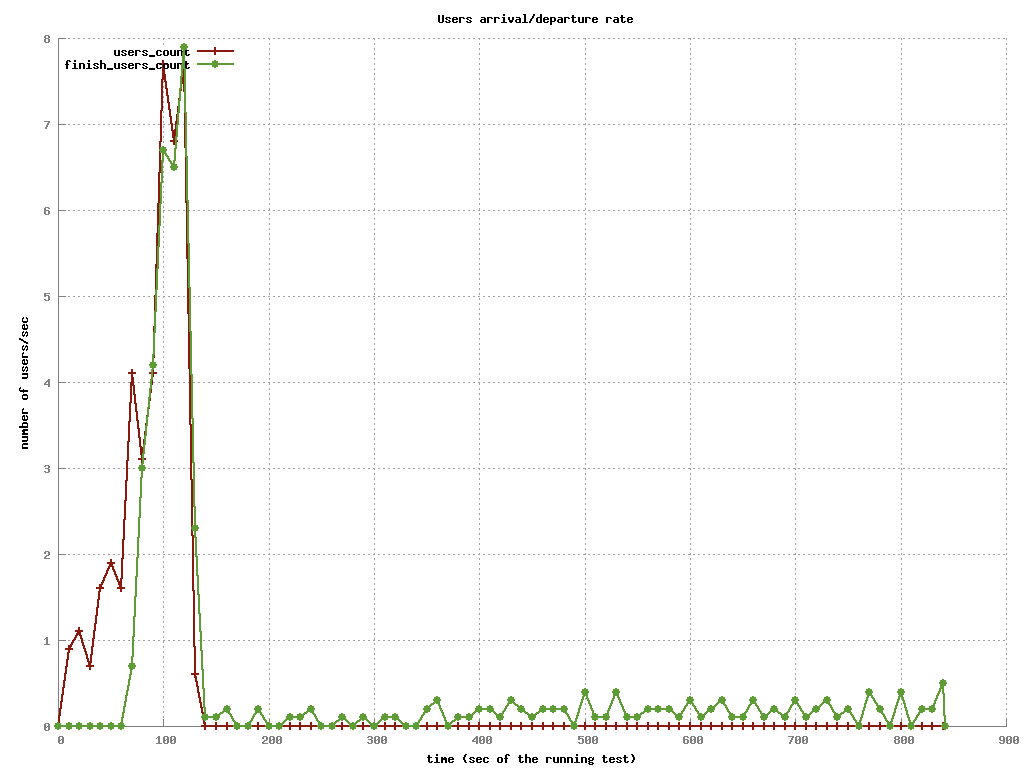 Users arrival/departure rate
users_count
finish_users_count
number of users/sec
8
7
6
5
4
3
2
1
0
0 100 200 300 400 500 600 700 800 900
time (sec of the running test)